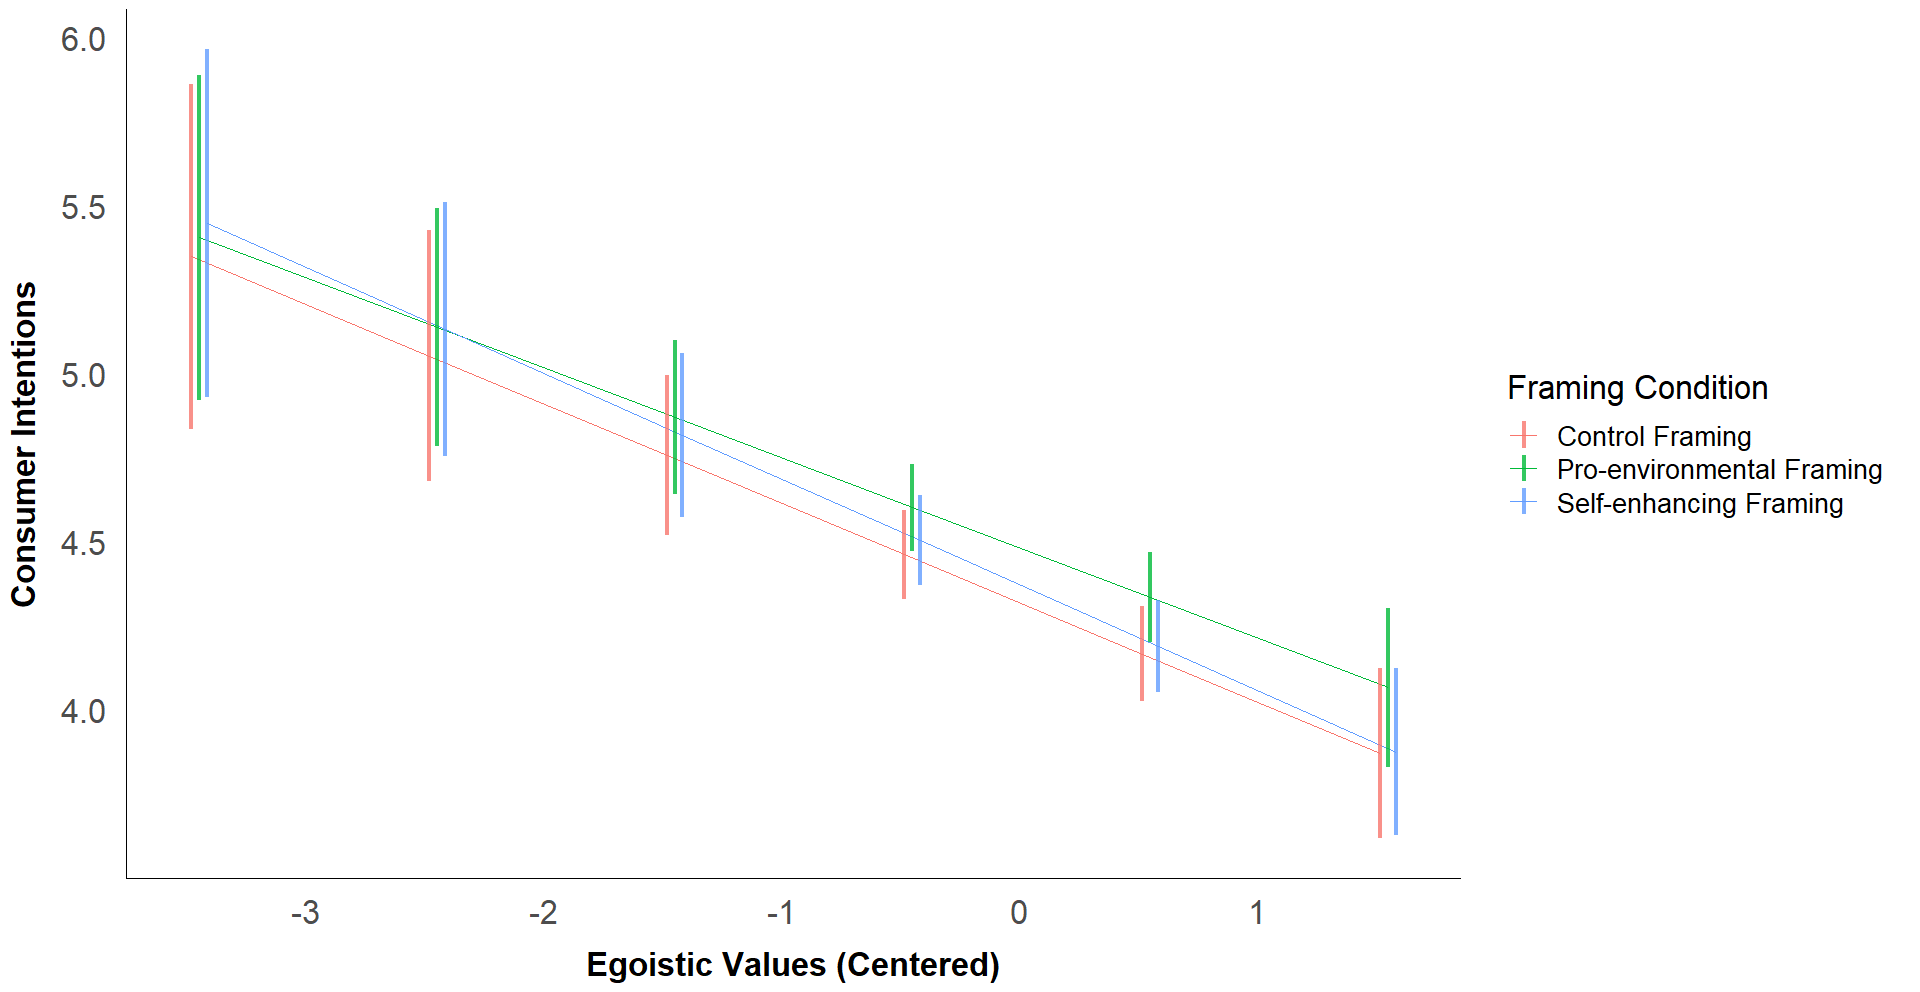 6.0
5.5
5.0
4.5
4.0
Consumer Intentions
-3 -2 -1 0 1
Egoistic Values (Centered)
Framing Condition
Control Framing
Pro-environmental Framing
Self-enhancing Framing